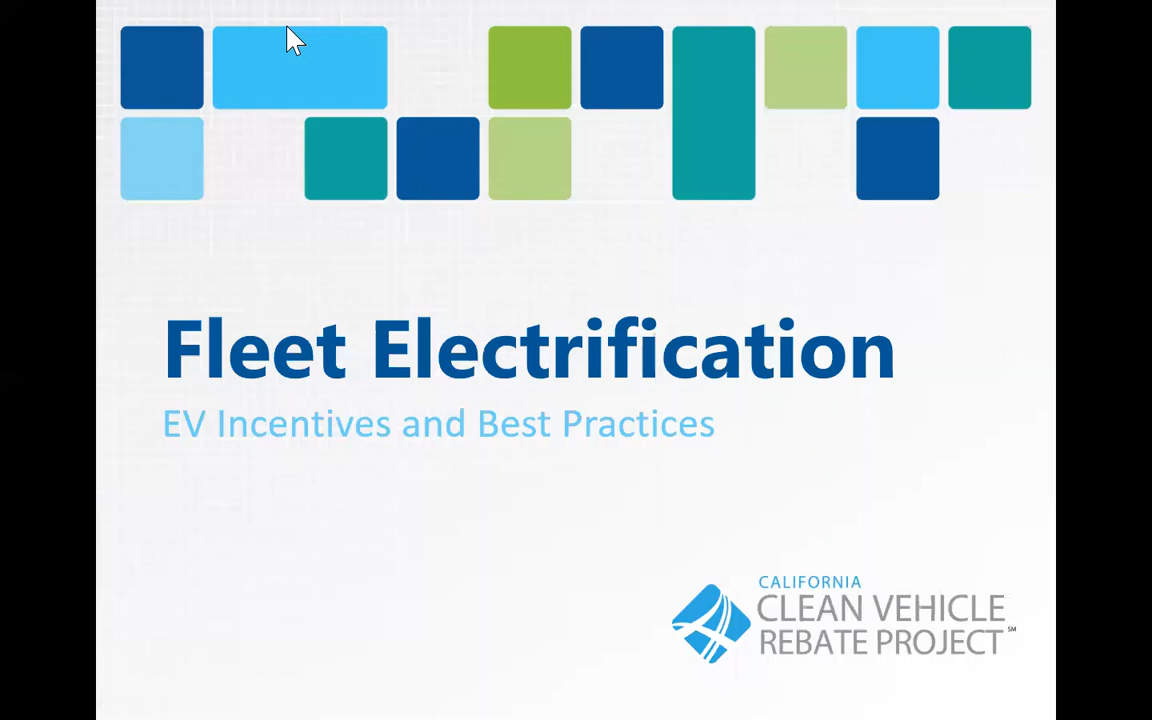 Fleet Electrification
EV Incentives and Best Practices
CALIFORNIA
CLEAN VEHICLE
REBATE PROJECT℠